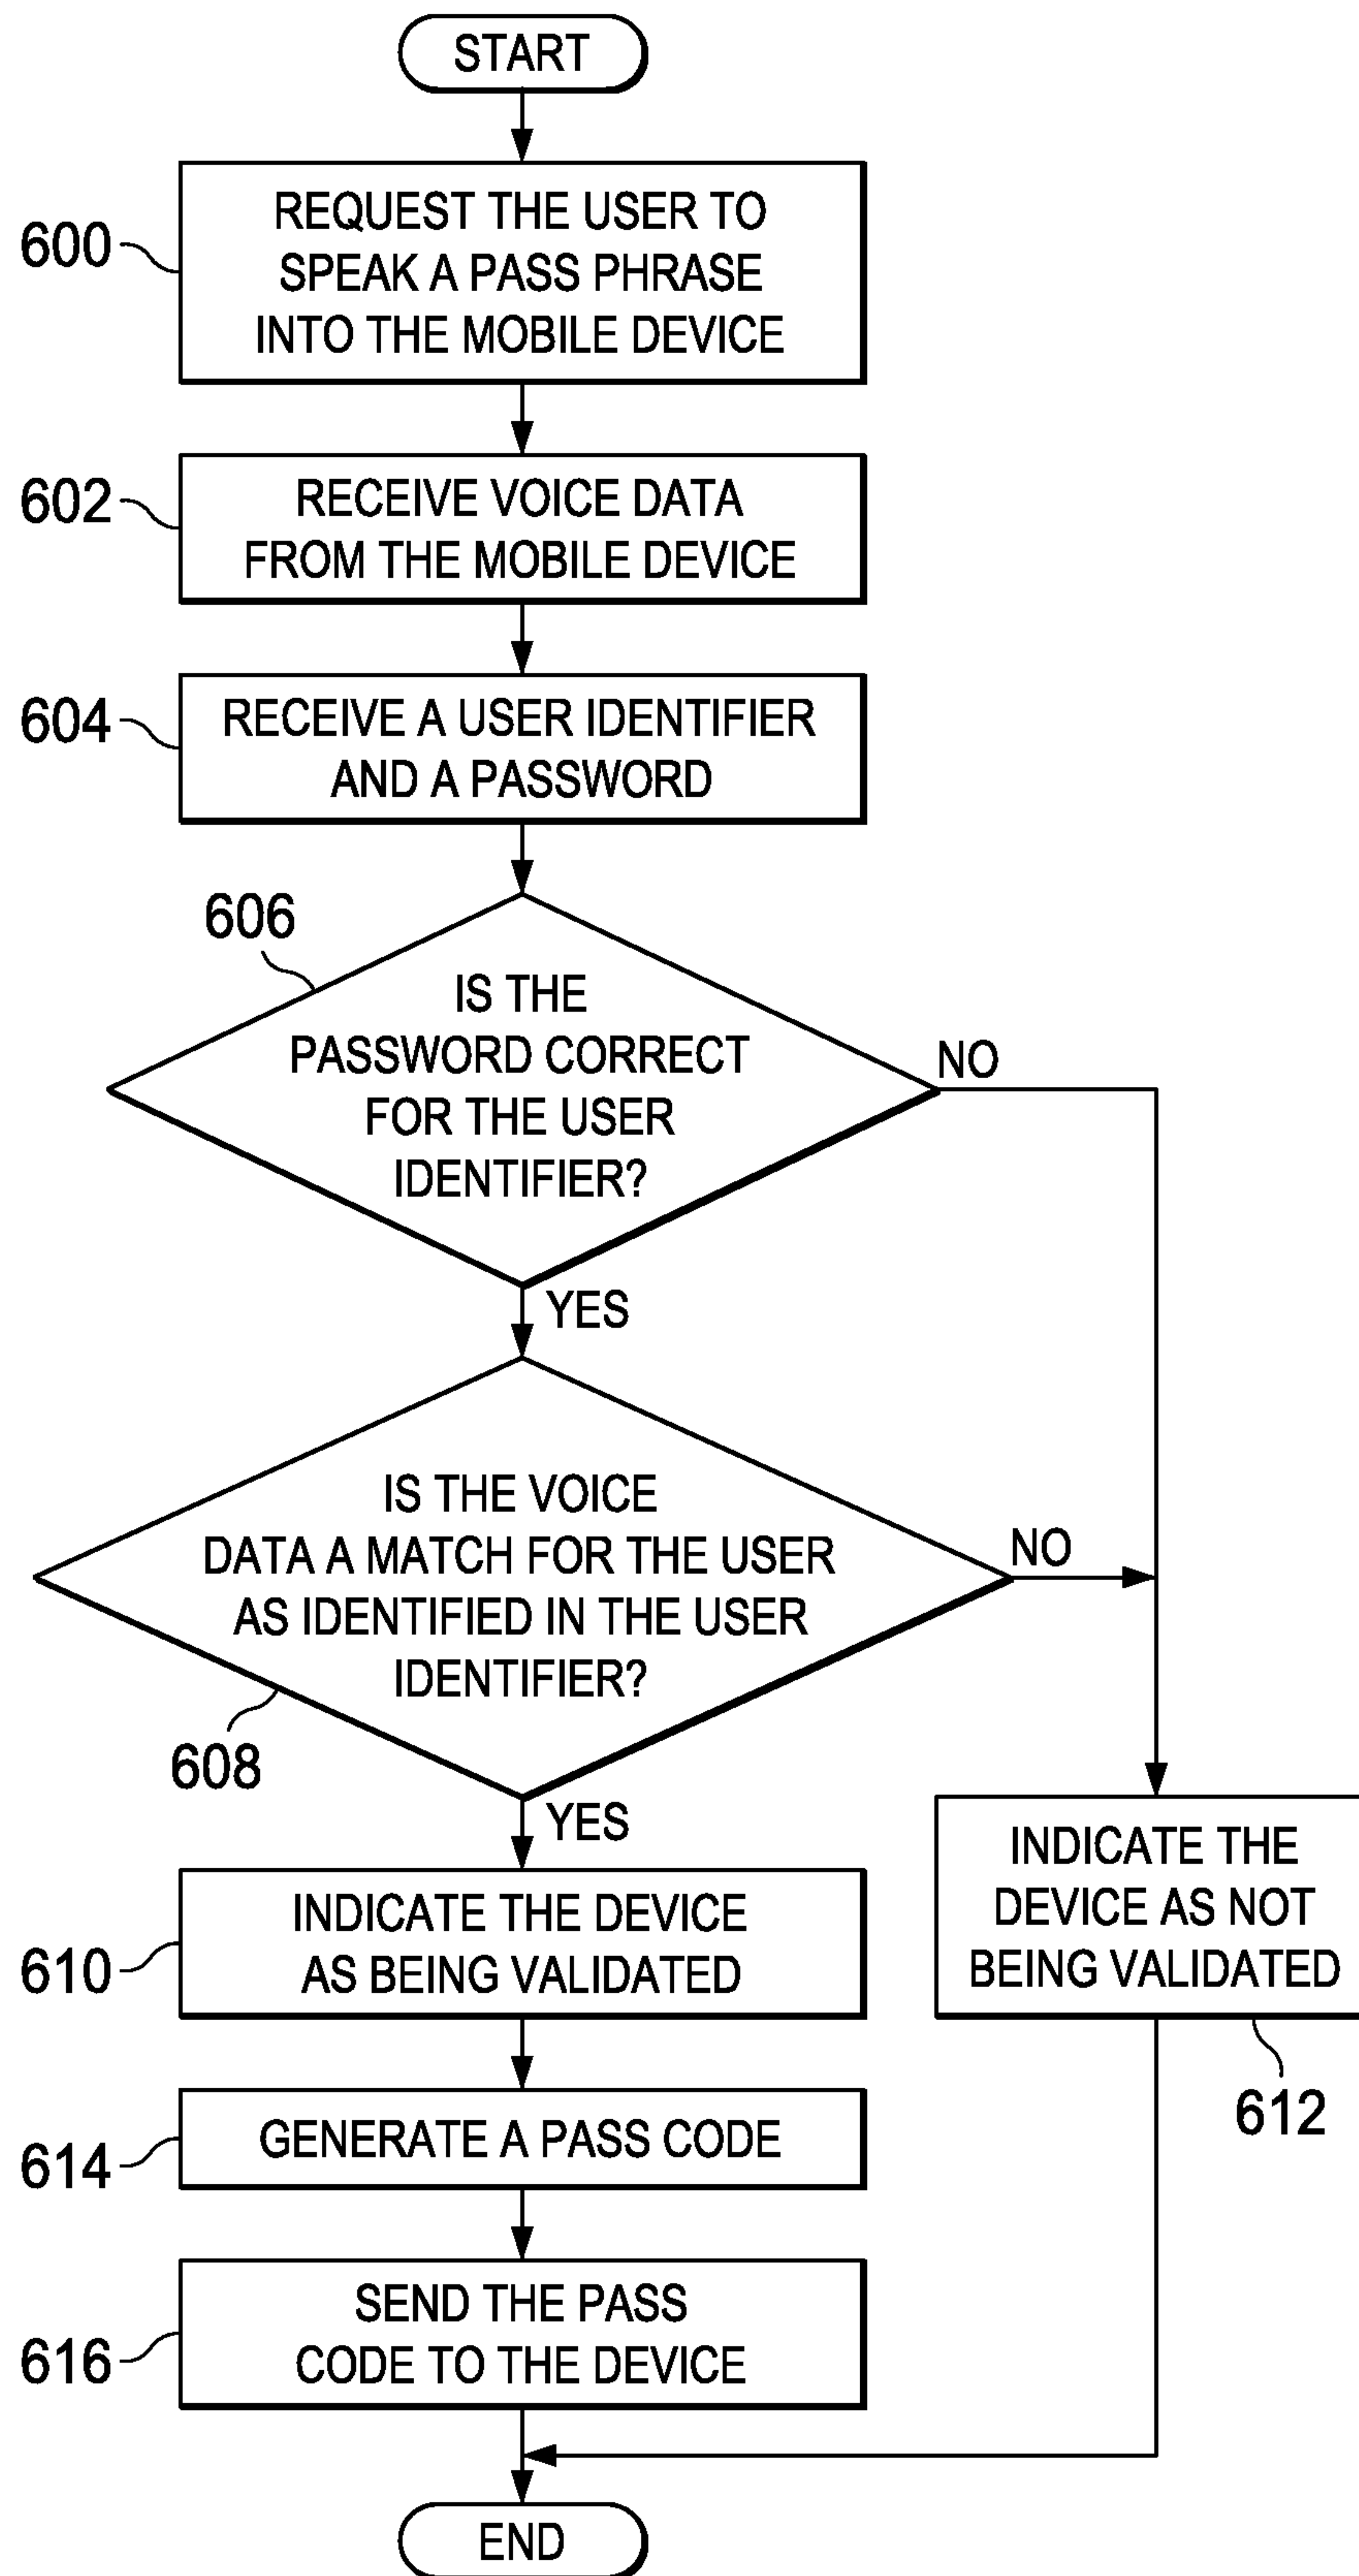 START
600
REQUEST THE USER TO
SPEAK A PASS PHRASE
INTO THE MOBILE DEVICE
602
RECEIVE VOICE DATA
FROM THE MOBILE DEVICE
604
RECEIVE A USER IDENTIFIER
AND A PASSWORD
606
IS THE
PASSWORD CORRECT
FOR THE USER
IDENTIFIER?
NO
YES
IS THE VOICE
DATA A MATCH FOR THE USER
AS IDENTIFIED IN THE USER
IDENTIFIER?
NO
608
YES
610
INDICATE THE DEVICE
AS BEING VALIDATED
INDICATE THE
DEVICE AS NOT
BEING VALIDATED
612
614
GENERATE A PASS CODE
616
SEND THE PASS
CODE TO THE DEVICE
END